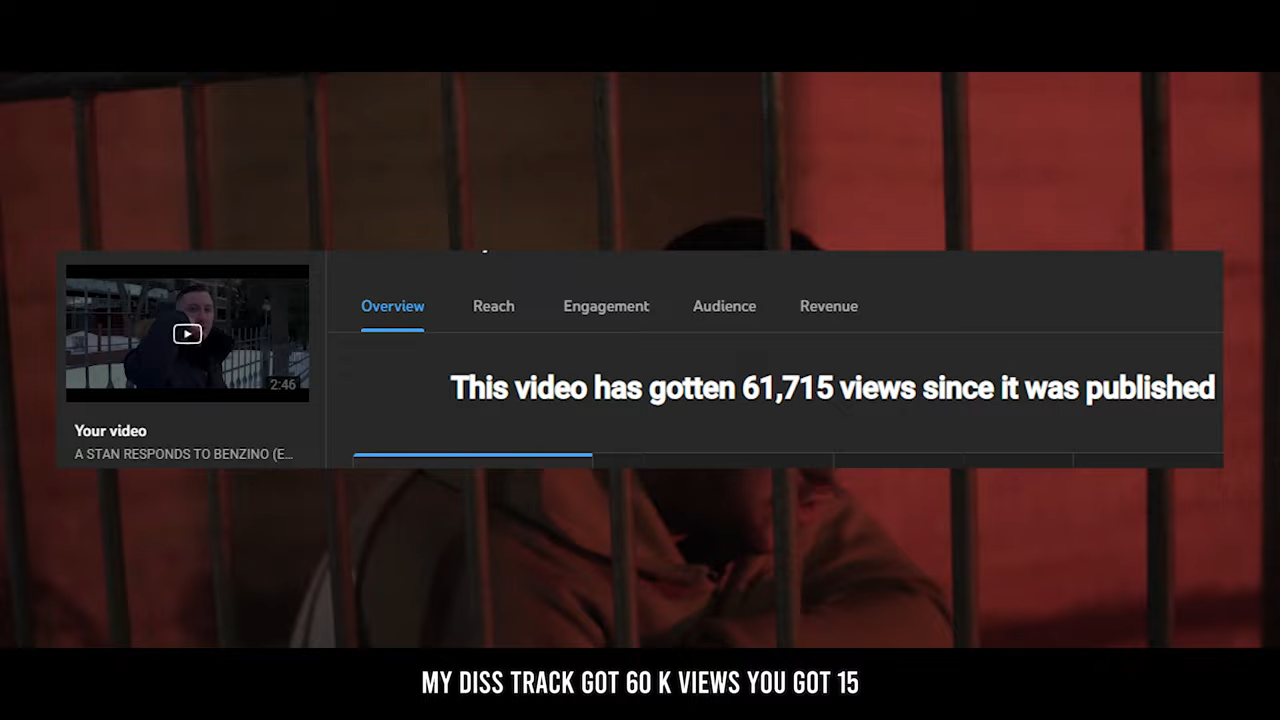 Overview Reach Engagement Audience Revenue
This video has gotten 61,715 views since it was published
2:46
Your video
A STAN RESPONDS TO BENZINO (E...
MY DISS TRACK GOT 60 K VIEWS YOU GOT 15